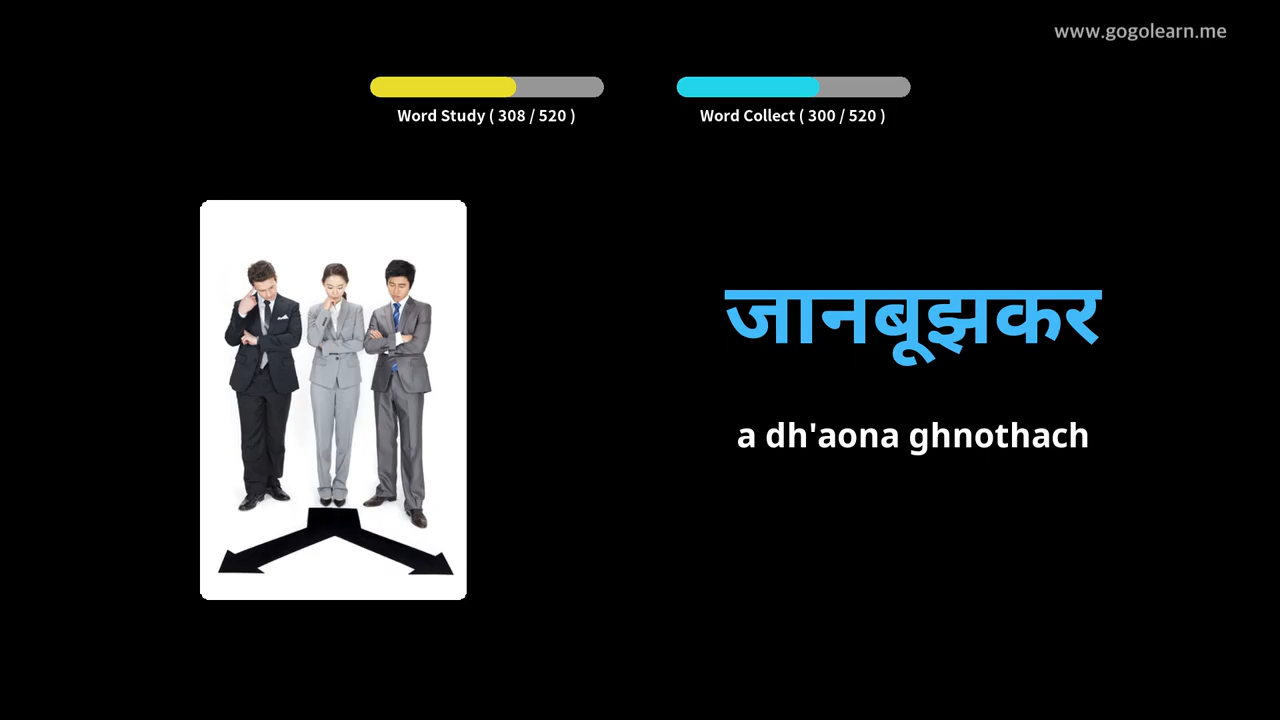 www.gogolearn.me
Word Study ( 308 / 520 )
Word Collect ( 300 / 520 )
जानबूझकर
a dh'aona ghnothach